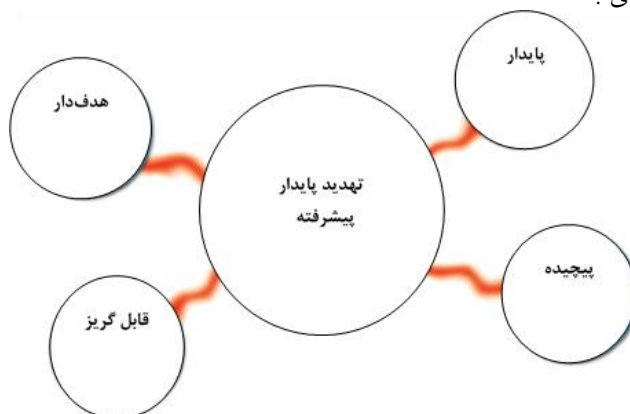 پایدار
هدف‌دار
تهدید پایدار
پیشرفته
پیچیده
قابل گریز